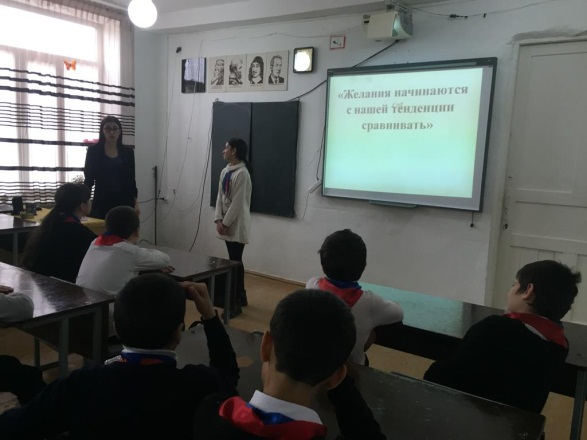 «Желания начинаются
с нашей тенденции
сравнивать»